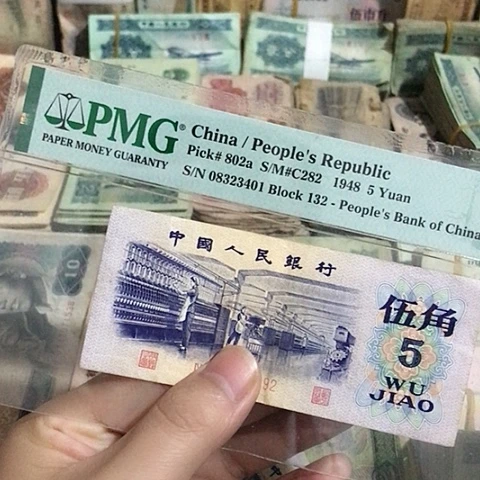 PMG®
PAPER MONEY GUARANTY
China / People's Republic
Pick# 802a S/M#C282 1948 5 Yuan
S/N 08323401 Block 132 - People's Bank of China
中國人民銀行
伍角
5
WU
JIAO